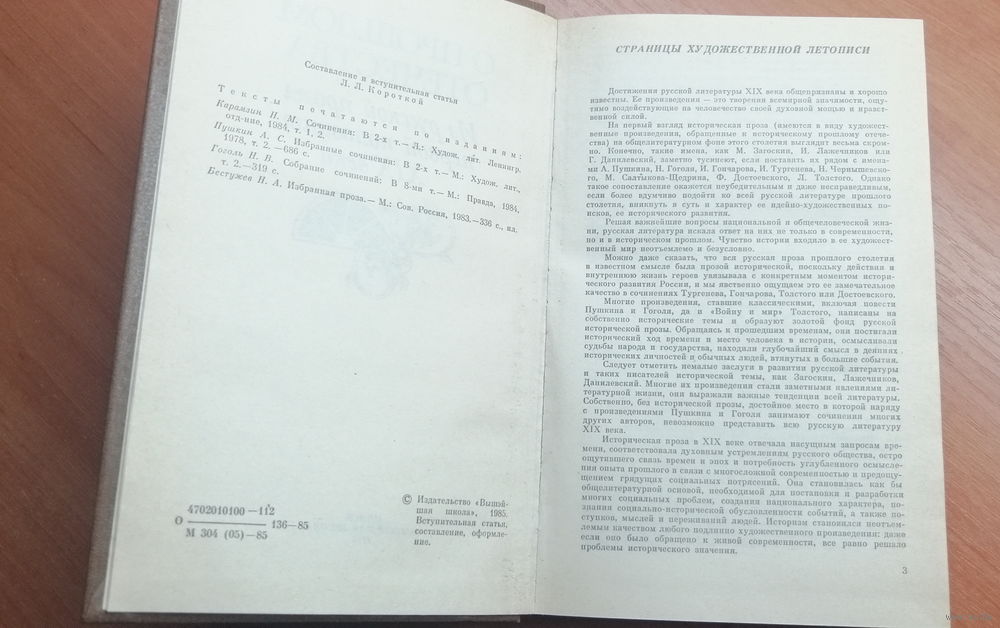 Составление и вступительная статья
Л. Л. Короткой
Тексты печатаются по изданиям:
Карамзин Н. М. Сочинения: В 2-х т.— Л.: Худож. лит. Ленингр.
отд-ние, 1984, т. 1, 2.
Пушкин А. С. Избранные сочинения: В 2-х т.— М.: Худож. лит.,
1978, т. 2. —686 с.
Гоголь Н. В. Собрание сочинений: В 8-ми т.— М.: Правда, 1984,
т. 2.—319 с.
Бестужев Н. А. Избранная проза.— М.: Сов. Россия, 1983.—336 с., ил.
О 4702010100—112 136—85
М 304 (05)—85
© Издательство «Вышэй-
шая школа», 1985.
Вступительная статья,
составление, оформле-
ние.
СТРАНИЦЫ ХУДОЖЕСТВЕННОЙ ЛЕТОПИСИ
Достижения русской литературы XIX века общепризнаны и хорошо
известны. Ее произведения — это творения всемирной значимости, ощу-
тимо воздействующие на человечество своей духовной мощью и нравст-
венной силой.
На первый взгляд историческая проза (имеются в виду художест-
венные произведения, обращенные к историческому прошлому отече-
ства) на общелитературном фоне этого столетия выглядит весьма скром-
но. Конечно, такие имена, как М. Загоскин, И. Лажечников или
Г. Данилевский, заметно тускнеют, если поставить их рядом с имена-
ми А. Пушкина, Н. Гоголя, И. Гончарова, И. Тургенева, Н. Чернышевско-
го, М. Салтыкова-Щедрина, Ф. Достоевского, Л. Толстого. Однако
такое сопоставление окажется неубедительным и даже несправедливым,
если более вдумчиво подойти ко всей русской литературе прошлого
столетия, вникнуть в суть и характер ее идейно-художественных по-
исков, ее исторического развития.
Решая важнейшие вопросы национальной и общечеловеческой жиз-
ни, русская литература искала ответ на них не только в современности,
но и в историческом прошлом. Чувство истории входило в ее художест-
венный мир неотъемлемо и безусловно.
Можно даже сказать, что вся русская проза прошлого столетия
в известном смысле была прозой исторической, поскольку действия и
внутреннюю жизнь героев увязывала с конкретным моментом истори-
ческого развития России, и мы явственно ощущаем это ее замечательное
качество в сочинениях Тургенева, Гончарова, Толстого или Достоевского.
Многие произведения, ставшие классическими, включая повести
Пушкина и Гоголя, да и «Войну и мир» Толстого, написаны на
собственно исторические темы и образуют золотой фонд русской
исторической прозы. Обращаясь к прошедшим временам, они постигали
исторический ход времени и место человека в истории, осмысливали
судьбы народа и государства, находили глубочайший смысл в деяниях
исторических личностей и обычных людей, втянутых в большие события.
Следует отметить немалые заслуги в развитии русской литературы
и таких писателей исторической темы, как Загоскин, Лажечников,
Данилевский. Многие их произведения стали заметными явлениями ли-
тературной жизни, они выражали важные тенденции всей литературы.
Собственно, без исторической прозы, достойное место в которой наряду
с произведениями Пушкина и Гоголя занимают сочинения многих
других авторов, невозможно представить всю русскую литературу
XIX века.
Историческая проза в XIX веке отвечала насущным запросам вре-
мени, соответствовала духовным устремлениям русского общества, остро
ощутившего связь времен и эпох и потребность углубленного осмысле-
ния опыта прошлого в связи с многосложной современностью и предощу-
щением грядущих социальных потрясений. Она становилась как бы
общелитературной основой, необходимой для постановки и разработки
многих социальных проблем, создания национального характера, по-
знания социально-исторической обусловленности событий, а также по-
ступков, мыслей и переживаний людей. Историзм становился неотъем-
лемым качеством любого подлинно художественного произведения: даже
если оно было обращено к живой современности, все равно решало
проблемы исторического значения.
3